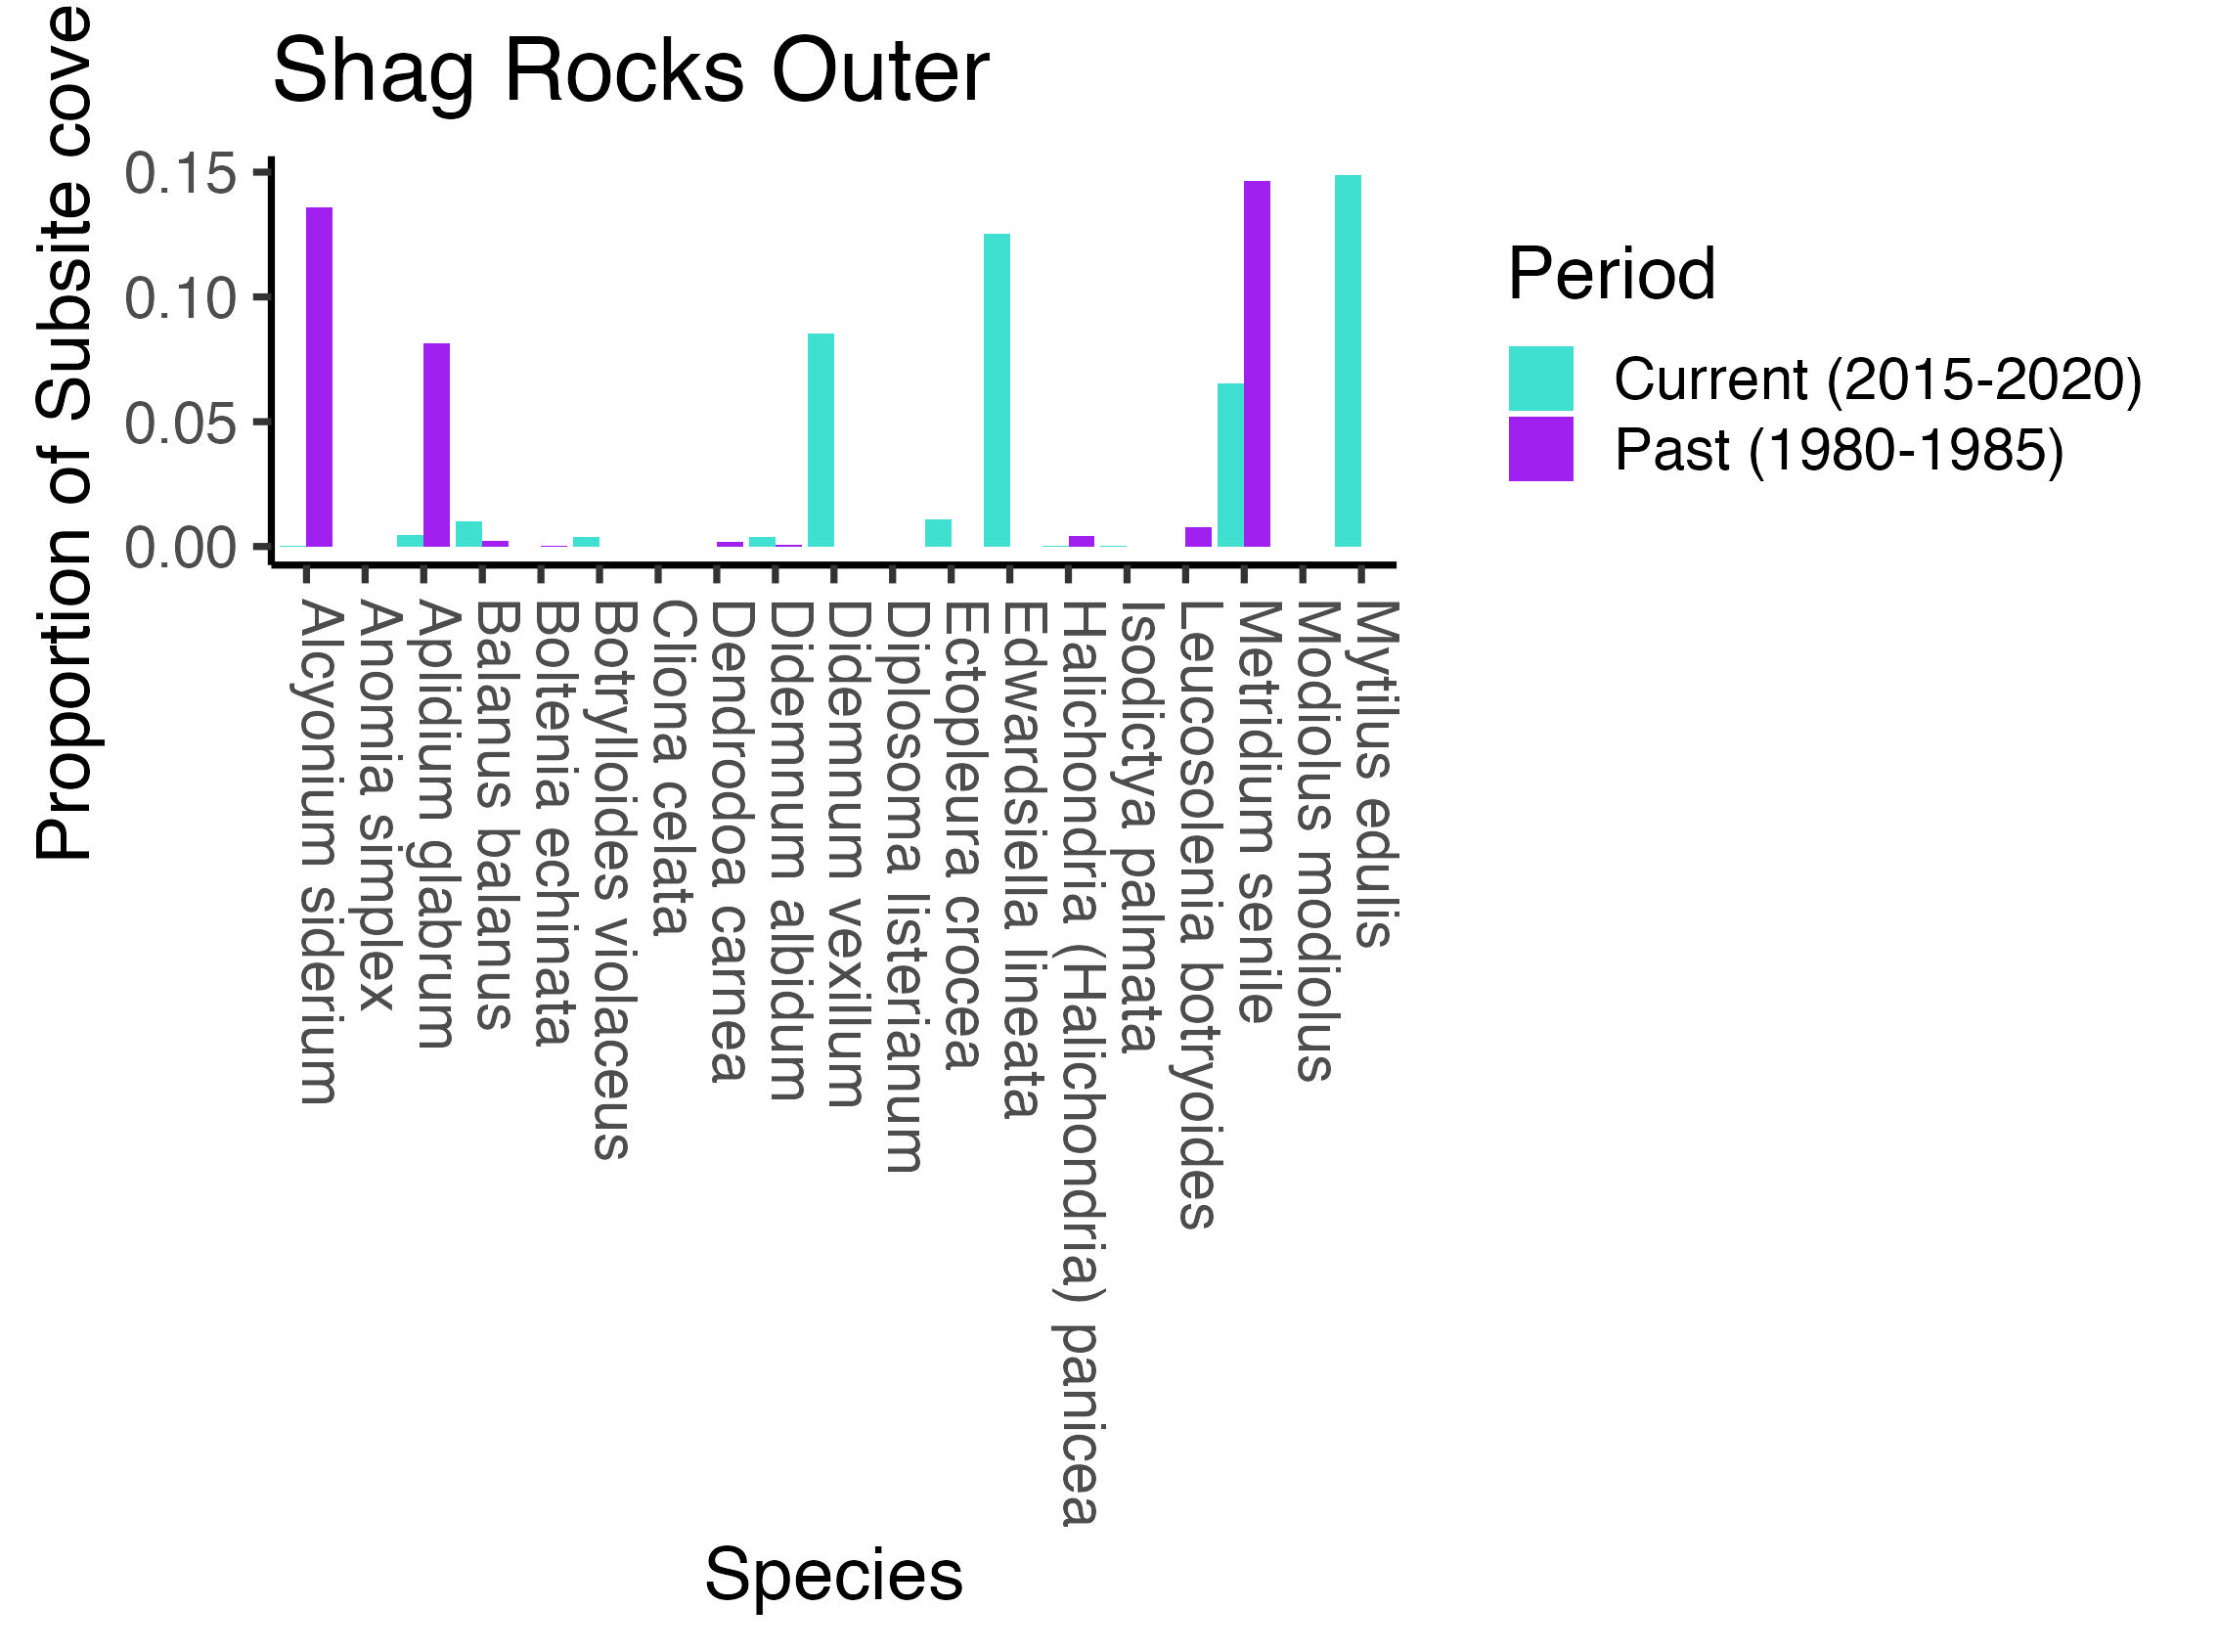 Shag Rocks Outer
Proportion of Subsite cove
0.15
0.10
0.05
0.00
Period
Current (2015-2020)
Past (1980-1985)
Alcyonium siderium
Anomia simplex
Aplidium glabrum
Balanus balanus
Boltenia echinata
Botrylloides violaceus
Cliona celata
Dendrodoa carnea
Didemnum albidum
Didemnum vexillum
Diplosoma listerianum
Ectopleura crocea
Edwardsiella lineata
Halichondria (Halichondria) panicea
Isodictya palmata
Leucosolenia botryoides
Metridium senile
Modiolus modiolus
Mytilus edulis
Species